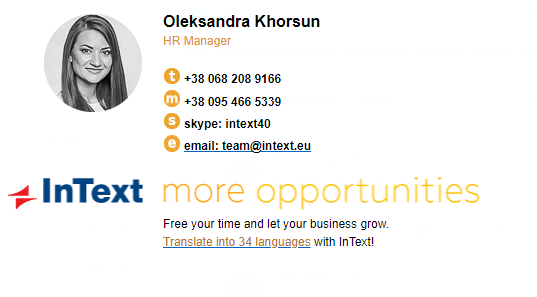 Oleksandra Khorsun
HR Manager
t +38 068 208 9166
m +38 095 466 5339
s skype: intext40
e email: team@intext.eu
InText more opportunities
Free your time and let your business grow.
Translate into 34 languages with InText!